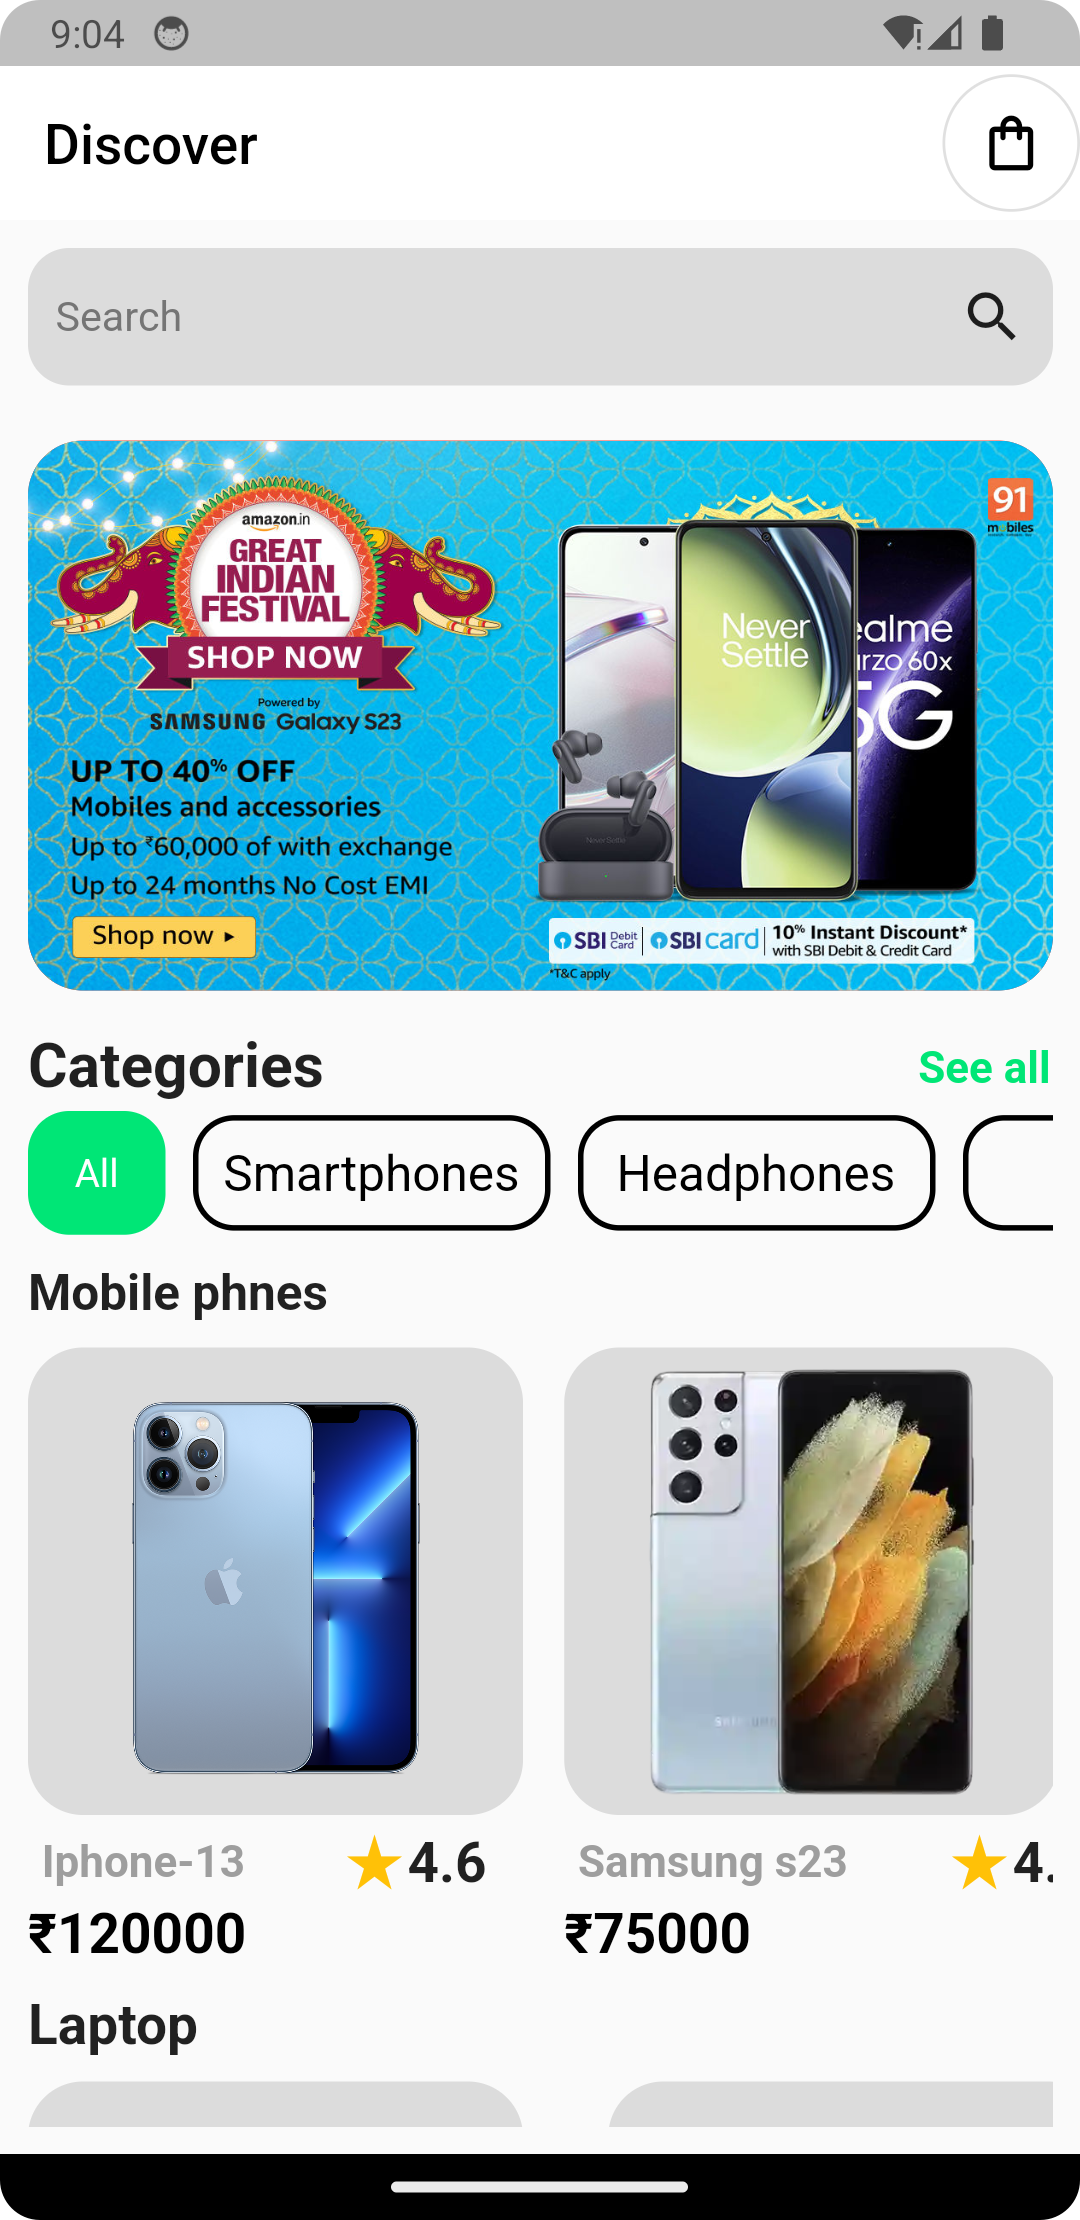 9:04
Discover
Search
amazon.in
GREAT
INDIAN
FESTIVAL
SHOP NOW
Powered by
SAMSUNG Galaxy S23
UP TO 40% OFF
Mobiles and accessories
Up to ₹60,000 of with exchange
Up to 24 months No Cost EMI
Shop now ▸
91
mobiles
Never
Settle
ealme
rzo 60x
5G
SBI Debit Card
SBI card
10% Instant Discount*
with SBI Debit & Credit Card
*T&C apply
Categories
See all
All
Smartphones
Headphones
Mobile phnes
Iphone-13
4.6
Samsung s23
4.
₹120000
₹75000
Laptop